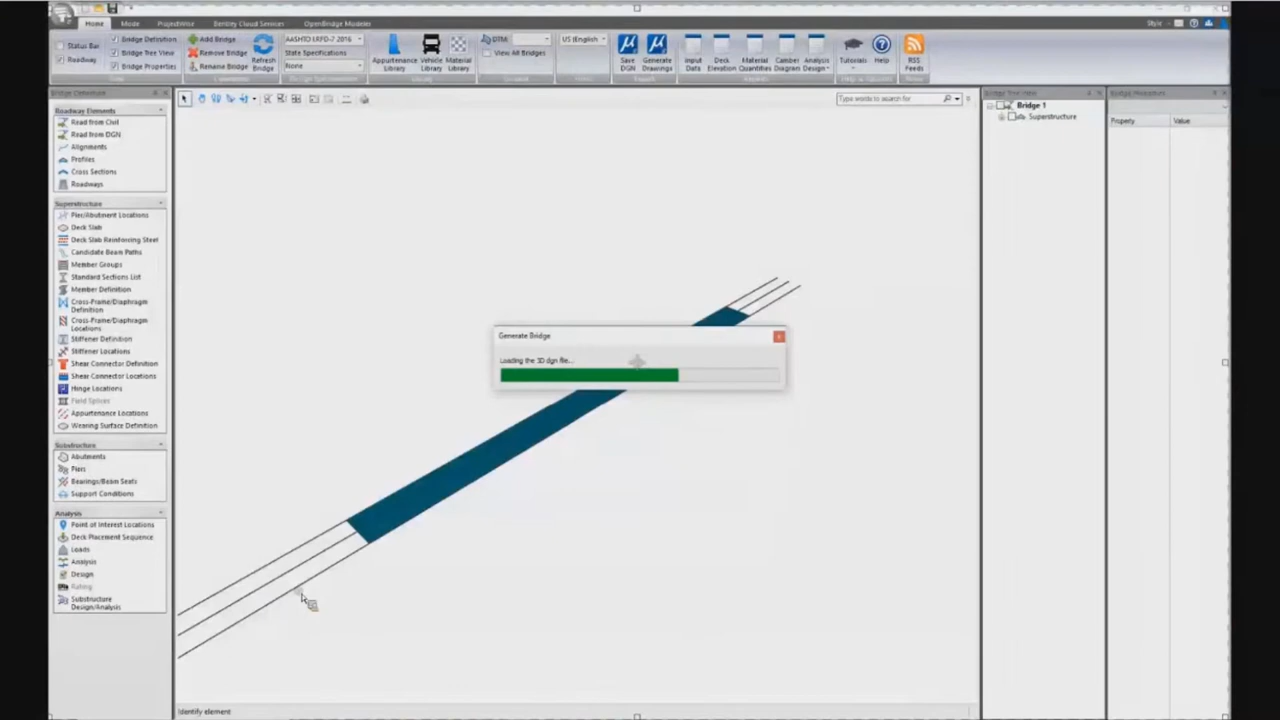 Home Mode ProjectWise Bentley Cloud Services OpenBridge Modeler Style
Status Bar
Roadway
Bridge Definition
Bridge Tree View
Bridge Properties
Add Bridge
Remove Bridge
Rename Bridge
Refresh
Bridge
AASHTO LRFD-7 2016
State Specifications
None
Appurtenance
Library
Vehicle
Library
Material
Library
DTM:
View All Bridges
US (English
Save
DGN
Generate
Drawings
Input
Data
Deck
Elevation
Material
Quantities
Camber
Diagram
Analysis
Design
Tutorials
Help
RSS
Feeds
Bridge Definition
Roadway Elements
Read from Civil
Read from DGN
Alignments
Profiles
Cross Sections
Roadways
Superstructure
Pier/Abutment Locations
Deck Slab
Deck Slab Reinforcing Steel
Candidate Beam Paths
Member Groups
Standard Sections List
Member Definition
Cross-Frame/Diaphragm
Definition
Cross-Frame/Diaphragm
Locations
Stiffener Definition
Stiffener Locations
Shear Connector Definition
Shear Connector Locations
Hinge Locations
Field Splices
Appurtenance Locations
Wearing Surface Definition
Substructure
Abutments
Piers
Bearings/Beam Seats
Support Conditions
Analysis
Point of Interest Locations
Deck Placement Sequence
Loads
Analysis
Design
Rating
Substructure
Design/Analysis
Type words to search for
Generate Bridge
Loading the 3D dgn file...
Identify element
Bridge Tree View
Bridge 1
Superstructure
Bridge Properties
Property Value